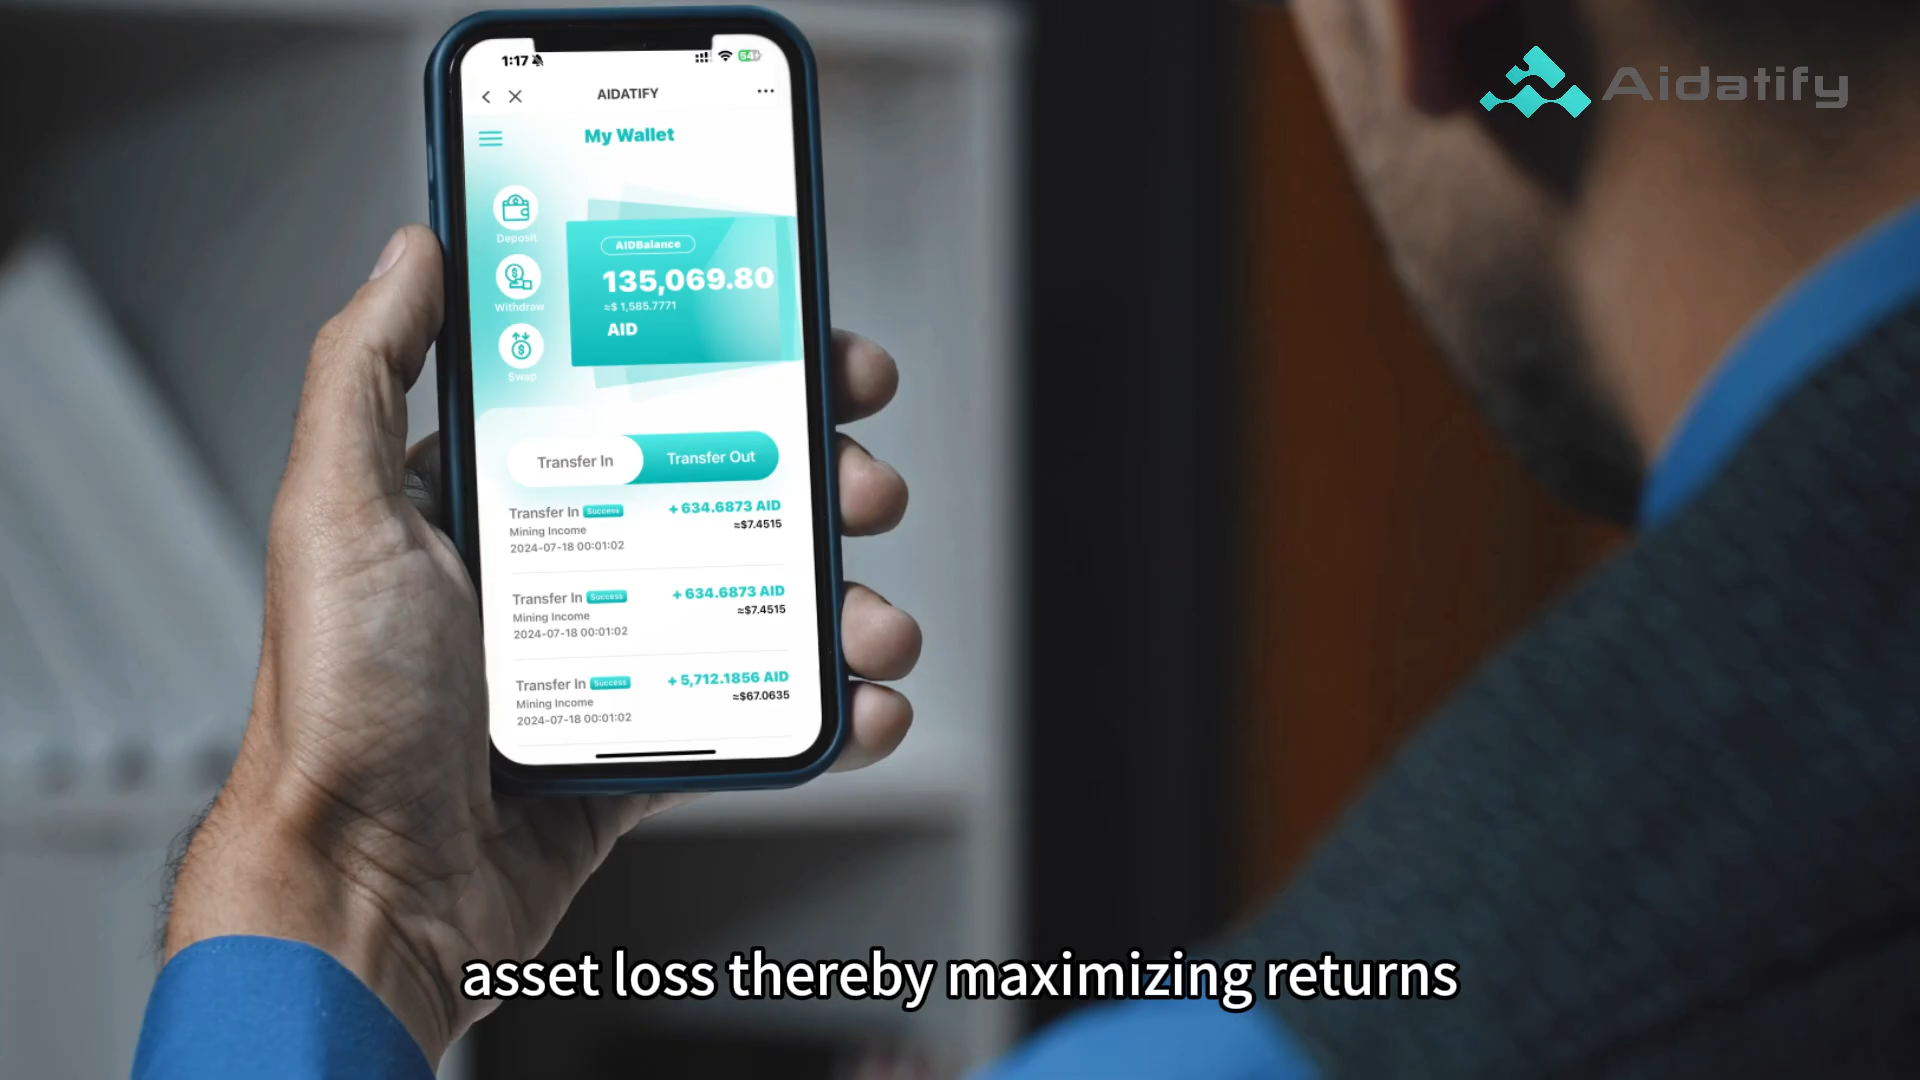 1:17
54
AIDATIFY
My Wallet
Deposit
Withdraw
Swap
AIDBalance
135,069.80
≈$ 1,585.7771
AID
Transfer In
Transfer Out
Transfer In Success
+ 634.6873 AID
Mining Income
≈$7.4515
2024-07-18 00:01:02
Transfer In Success
+ 634.6873 AID
Mining Income
≈$7.4515
2024-07-18 00:01:02
Transfer In Success
+ 5,712.1856 AID
Mining Income
≈$67.0635
2024-07-18 00:01:02
Aidatify
asset loss thereby maximizing returns